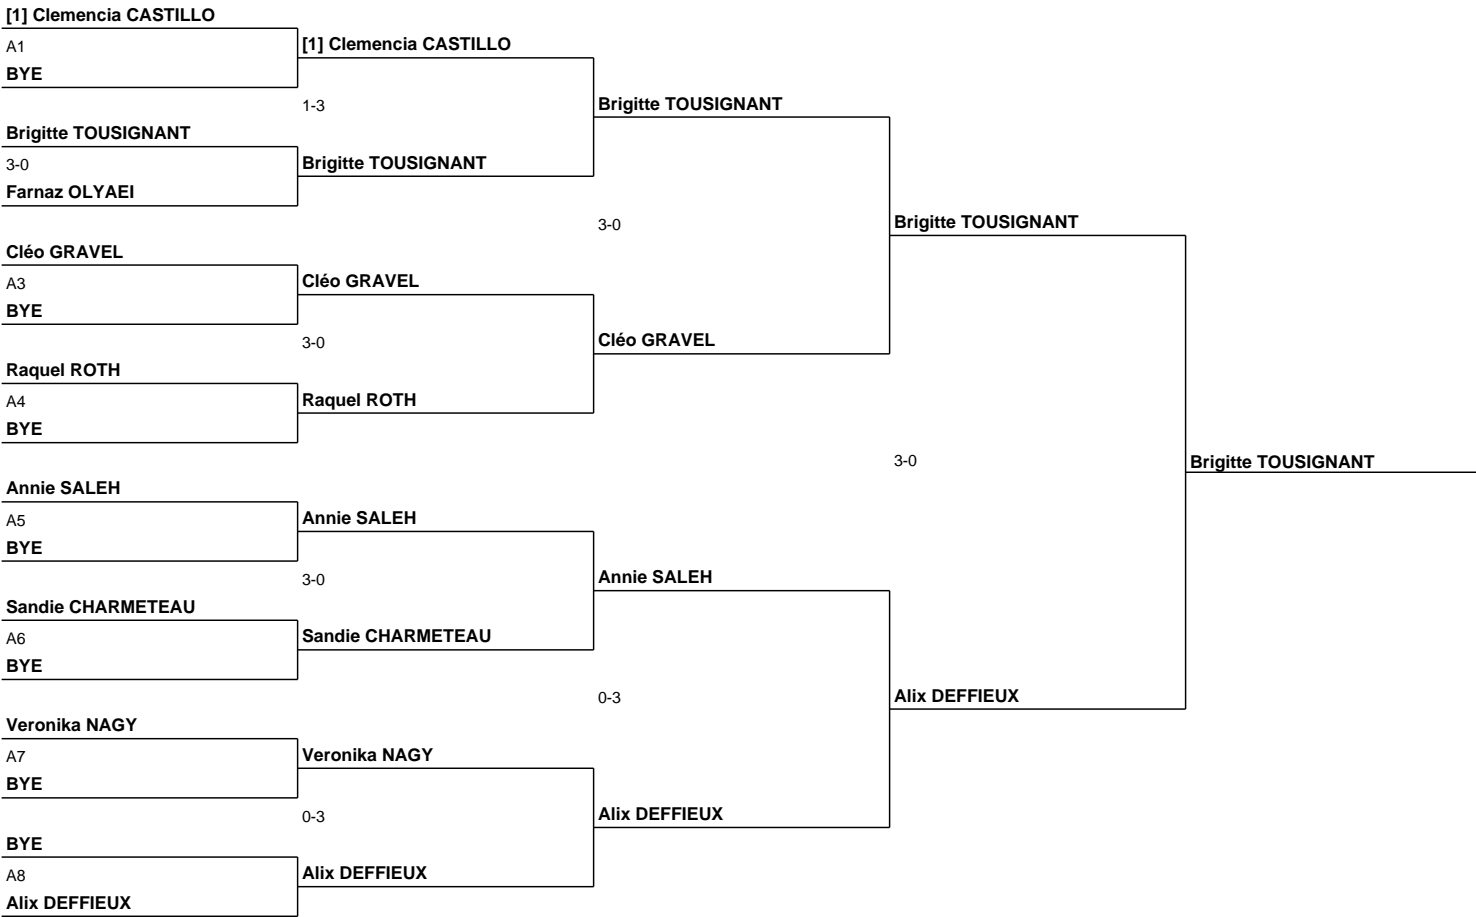 [1] Clemencia CASTILLO
A1
BYE
Brigitte TOUSIGNANT
3-0
Farnaz OLYAEI
Cléo GRAVEL
A3
BYE
Raquel ROTH
A4
BYE
Annie SALEH
A5
BYE
Sandie CHARMETEAU
A6
BYE
Veronika NAGY
A7
BYE
BYE
A8
Alix DEFFIEUX
[1] Clemencia CASTILLO
1-3
Brigitte TOUSIGNANT
Cléo GRAVEL
3-0
Raquel ROTH
Annie SALEH
3-0
Sandie CHARMETEAU
Veronika NAGY
0-3
Alix DEFFIEUX
Brigitte TOUSIGNANT
3-0
Cléo GRAVEL
Annie SALEH
0-3
Alix DEFFIEUX
Brigitte TOUSIGNANT
3-0
Alix DEFFIEUX
Brigitte TOUSIGNANT